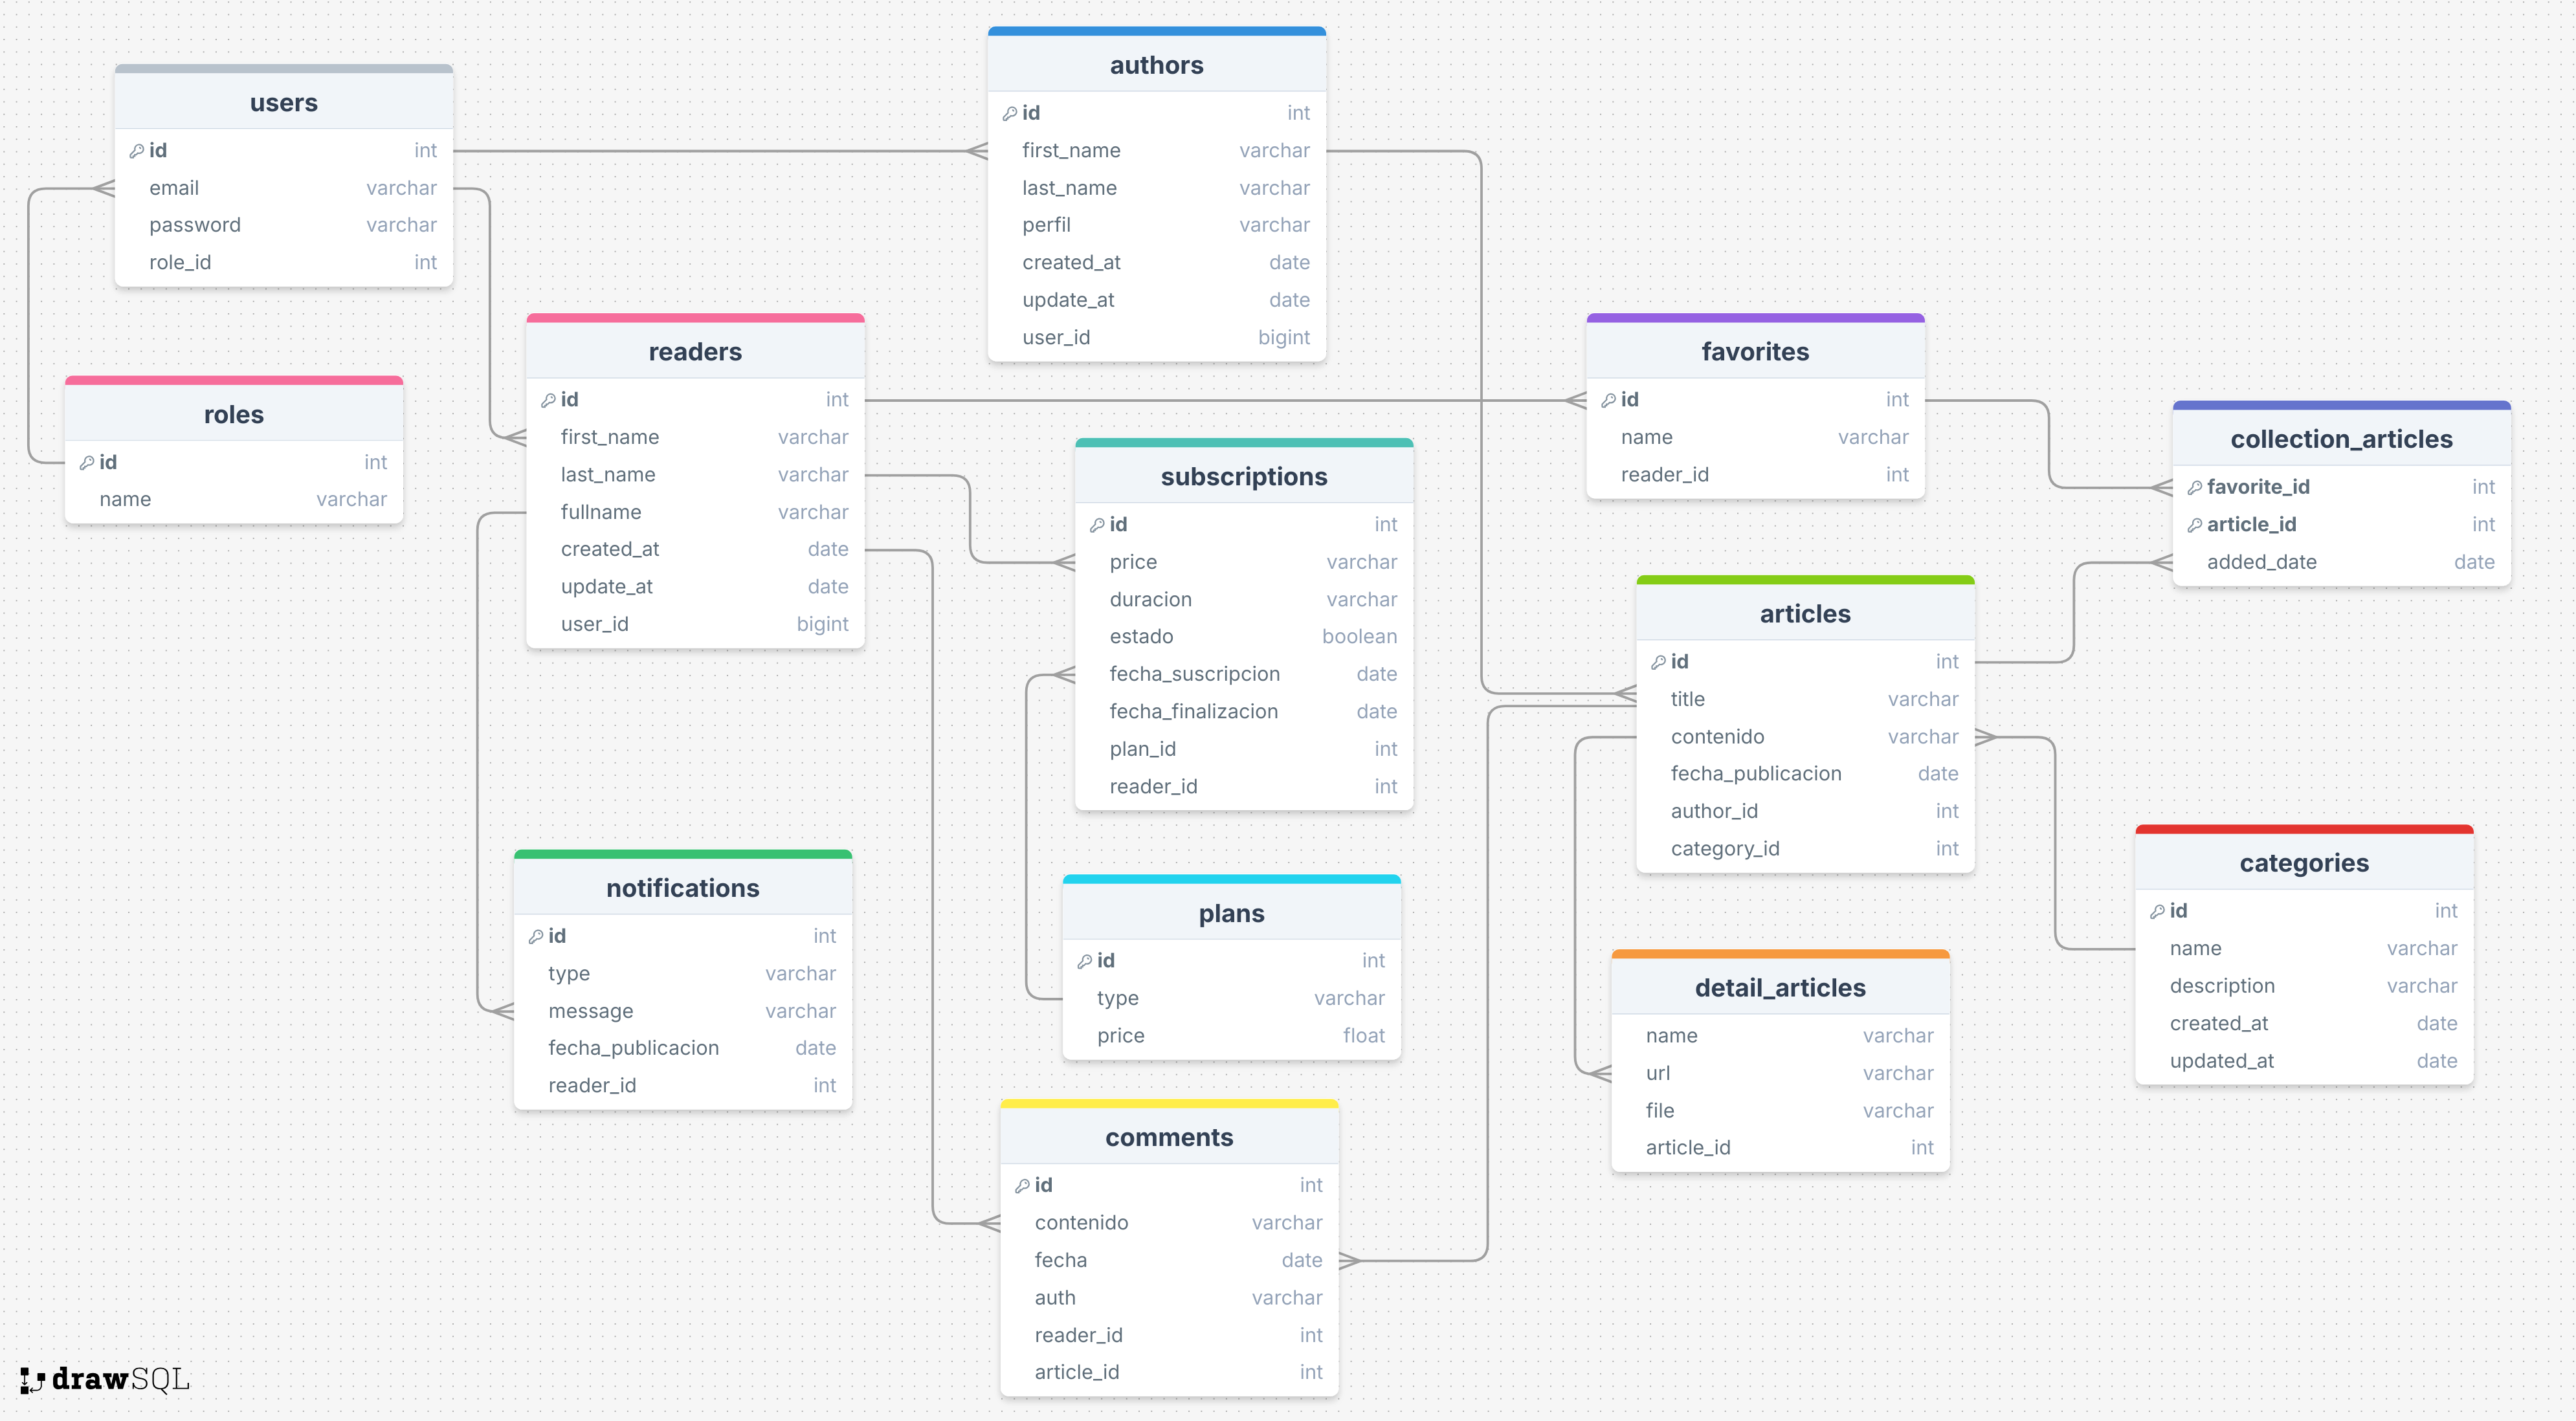 users
id int
email varchar
password varchar
role_id int
roles
id int
name varchar
readers
id int
first_name varchar
last_name varchar
fullname varchar
created_at date
update_at date
user_id bigint
notifications
id int
type varchar
message varchar
fecha_publicacion date
reader_id int
authors
id int
first_name varchar
last_name varchar
perfil varchar
created_at date
update_at date
user_id bigint
subscriptions
id int
price varchar
duracion varchar
estado boolean
fecha_suscripcion date
fecha_finalizacion date
plan_id int
reader_id int
plans
id int
type varchar
price float
comments
id int
contenido varchar
fecha date
auth varchar
reader_id int
article_id int
favorites
id int
name varchar
reader_id int
articles
id int
title varchar
contenido varchar
fecha_publicacion date
author_id int
category_id int
detail_articles
name varchar
url varchar
file varchar
article_id int
collection_articles
favorite_id int
article_id int
added_date date
categories
id int
name varchar
description varchar
created_at date
updated_at date
drawSQL